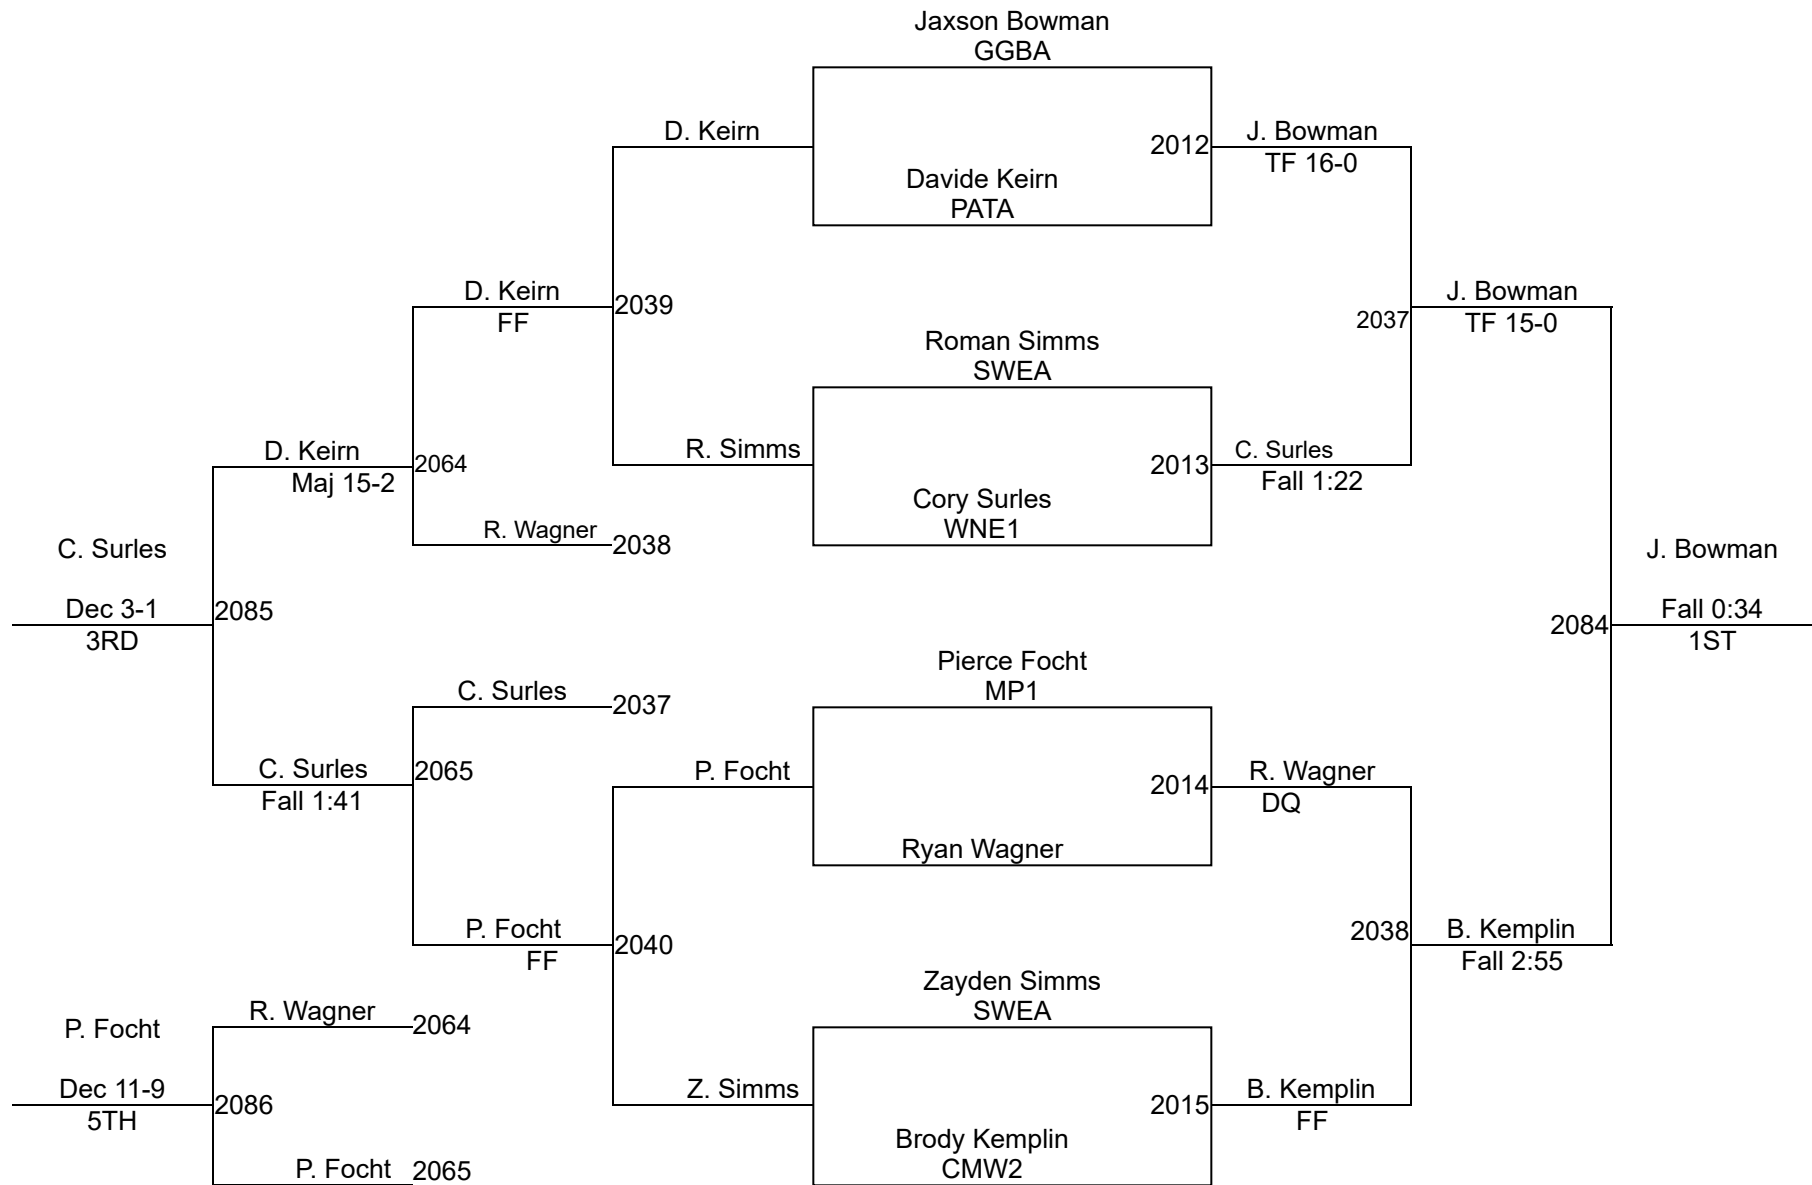 Jaxson Bowman
GGBA
D. Keirn
2012
J. Bowman
TF 16-0
Davide Keirn
PATA
D. Keirn
FF
2039
2037
J. Bowman
TF 15-0
Roman Simms
SWEA
D. Keirn
Maj 15-2
2064
R. Simms
2013
C. Surles
Fall 1:22
Cory Surles
WNE1
R. Wagner
2038
C. Surles
Dec 3-1
3RD
2085
J. Bowman
2084
Fall 0:34
1ST
Pierce Focht
MP1
C. Surles
2037
C. Surles
Fall 1:41
2065
P. Focht
2014
R. Wagner
DQ
Ryan Wagner
P. Focht
FF
2040
2038
B. Kemplin
Fall 2:55
Zayden Simms
SWEA
R. Wagner
2064
P. Focht
Dec 11-9
5TH
2086
Z. Simms
2015
B. Kemplin
FF
Brody Kemplin
CMW2
P. Focht
2065